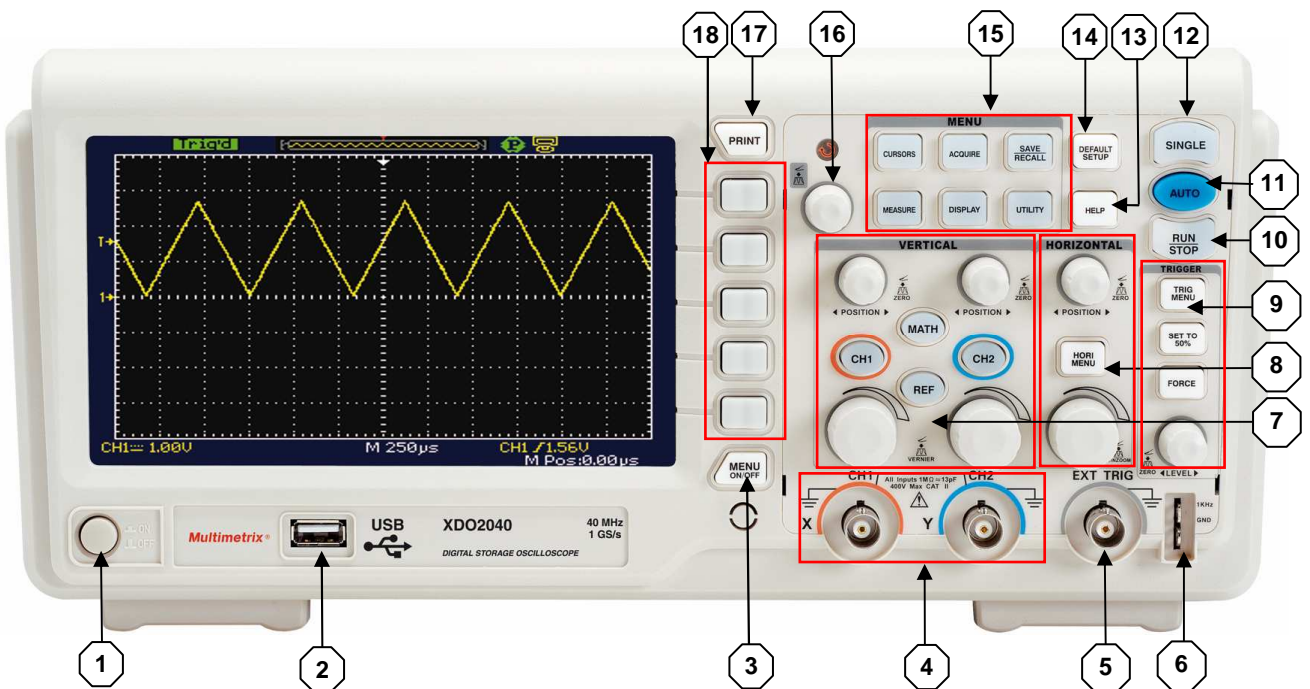 18
17
16
15
14
13
12
Trig'd
P
PRINT
MENU
CURSORS
ACQUIRE
SAVE
RECALL
DEFAULT
SETUP
SINGLE
MEASURE
DISPLAY
UTILITY
HELP
AUTO
11
RUN
STOP
10
VERTICAL
HORIZONTAL
TRIGGER
ZERO
ZERO
ZERO
◄ POSITION ►
◄ POSITION ►
◄ POSITION ►
TRIG
MENU
9
MATH
SET TO
50%
CH1
CH2
HORI
MENU
8
REF
FORCE
7
T
1
CH1 1.00V
M 250µs
CH1 /1.56V
M Pos:0.00µs
VERNIER
ZERO
◄LEVEL►
MENU
ON/OFF
CH1
All Inputs 1MΩ=13pF
400V Max CAT II
CH2
EXT TRIG
X
Y
1KHz
GND
ON
OFF
Multimetrix®
USB
XDO2040
40 MHz
1 GS/s
DIGITAL STORAGE OSCILLOSCOPE
1
2
3
4
5
6